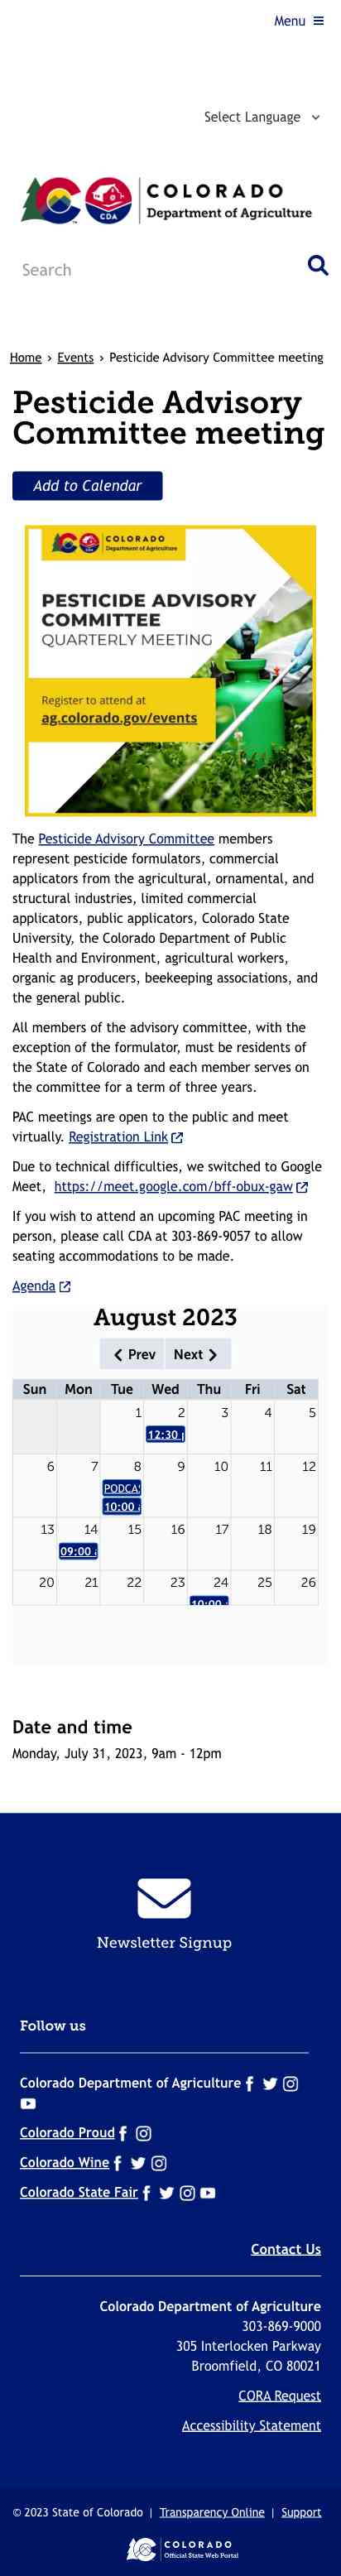 Menu
Select Language
COLORADO
CDA
Department of Agriculture
TM
Search
Home › Events › Pesticide Advisory Committee meeting
Pesticide Advisory
Committee meeting
Add to Calendar
COLORADO
Department of Agriculture
PESTICIDE ADVISORY
COMMITTEE
QUARTERLY MEETING
Register to attend at
ag.colorado.gov/events
The Pesticide Advisory Committee members
represent pesticide formulators, commercial
applicators from the agricultural, ornamental, and
structural industries, limited commercial
applicators, public applicators, Colorado State
University, the Colorado Department of Public
Health and Environment, agricultural workers,
organic ag producers, beekeeping associations, and
the general public.
All members of the advisory committee, with the
exception of the formulator, must be residents of
the State of Colorado and each member serves on
the committee for a term of three years.
PAC meetings are open to the public and meet
virtually. Registration Link
Due to technical difficulties, we switched to Google
Meet, https://meet.google.com/bff-obux-gaw
If you wish to attend an upcoming PAC meeting in
person, please call CDA at 303-869-9057 to allow
seating accommodations to be made.
Agenda
August 2023
Prev Next
Sun Mon Tue Wed Thu Fri Sat
1 2 3 4 5
12:30
6 7 8 9 10 11 12
PODCA
10:00
13 14 15 16 17 18 19
09:00
20 21 22 23 24 25 26
10:00
Date and time
Monday, July 31, 2023, 9am - 12pm
Newsletter Signup
Follow us
Colorado Department of Agriculture
Colorado Proud
Colorado Wine
Colorado State Fair
Contact Us
Colorado Department of Agriculture
303-869-9000
305 Interlocken Parkway
Broomfield, CO 80021
CORA Request
Accessibility Statement
© 2023 State of Colorado | Transparency Online | Support
COLORADO
Official State Web Portal